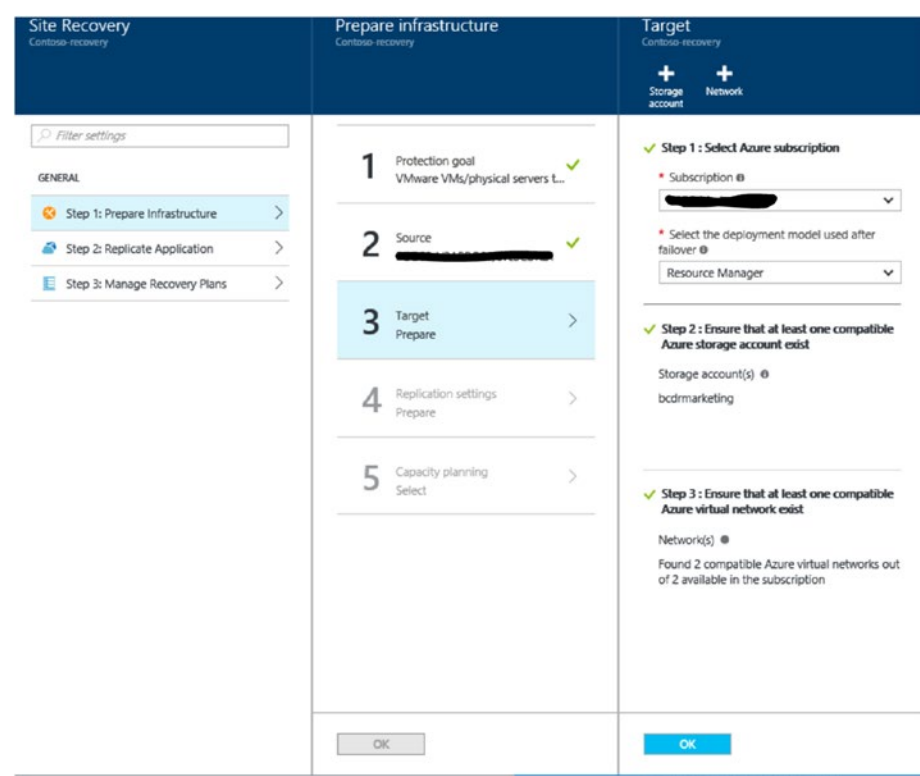 Site Recovery
Contoso-recovery
Filter settings
GENERAL
Step 1: Prepare Infrastructure
Step 2: Replicate Application
Step 3: Manage Recovery Plans
Prepare infrastructure
Contoso-recovery
1
Protection goal
VMware VMs/physical servers t...
2
Source
3
Target
Prepare
4
Replication settings
Prepare
5
Capacity planning
Select
OK
Target
Contoso-recovery
Storage
account
Network
Step 1 : Select Azure subscription
* Subscription
* Select the deployment model used after
failover
Resource Manager
Step 2 : Ensure that at least one compatible
Azure storage account exist
Storage account(s)
bcdrmarketing
Step 3 : Ensure that at least one compatible
Azure virtual network exist
Network(s)
Found 2 compatible Azure virtual networks out
of 2 available in the subscription
OK